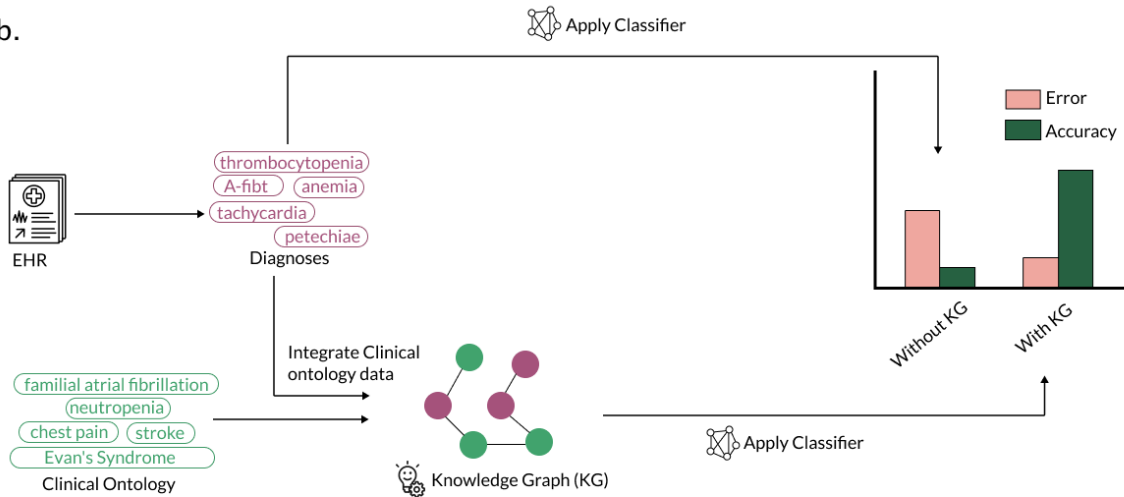 b.
Apply Classifier
Error
Accuracy
thrombocytopenia
A-fibt
anemia
tachycardia
petechiae
Diagnoses
EHR
Without KG
With KG
Integrate Clinical
ontology data
familial atrial fibrillation
neutropenia
chest pain
stroke
Evan's Syndrome
Clinical Ontology
Knowledge Graph (KG)
Apply Classifier